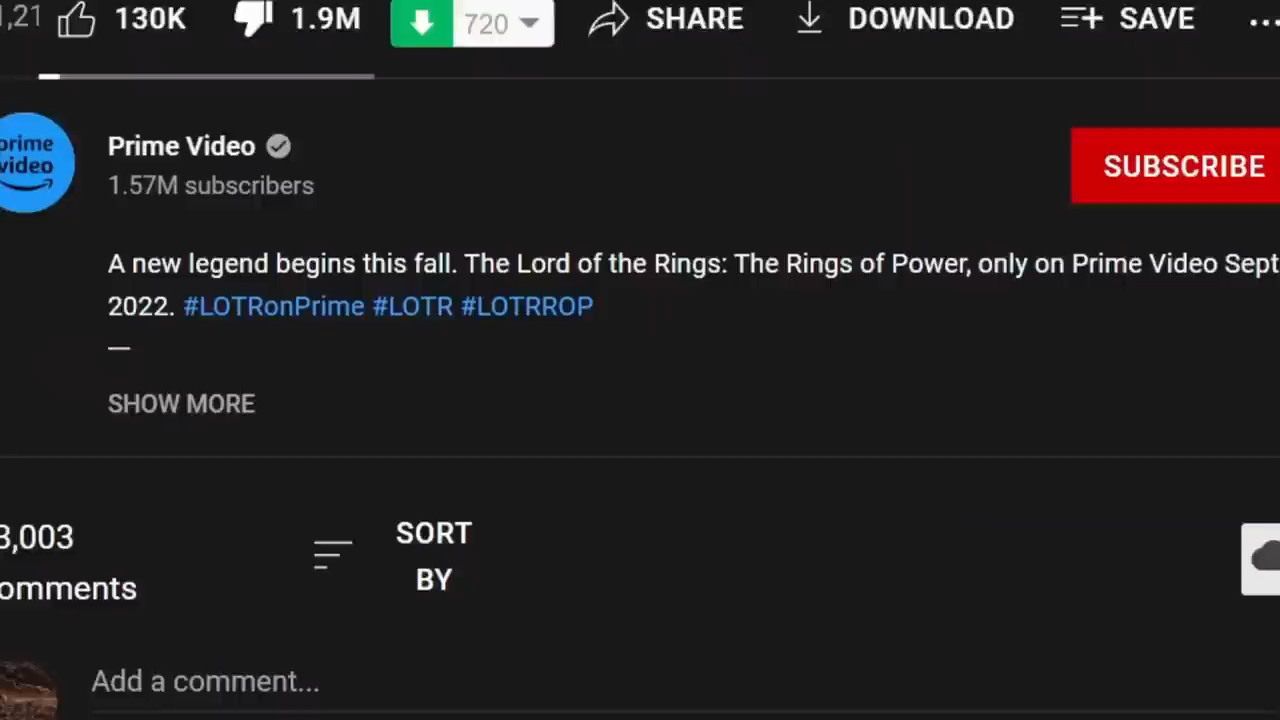 ,21 130K 1.9M 720 SHARE DOWNLOAD SAVE ...
prime
video
Prime Video
1.57M subscribers
SUBSCRIBE
A new legend begins this fall. The Lord of the Rings: The Rings of Power, only on Prime Video Sept
2022. #LOTRonPrime #LOTR #LOTRROP
—
SHOW MORE
3,003
omments
SORT
BY
Add a comment...